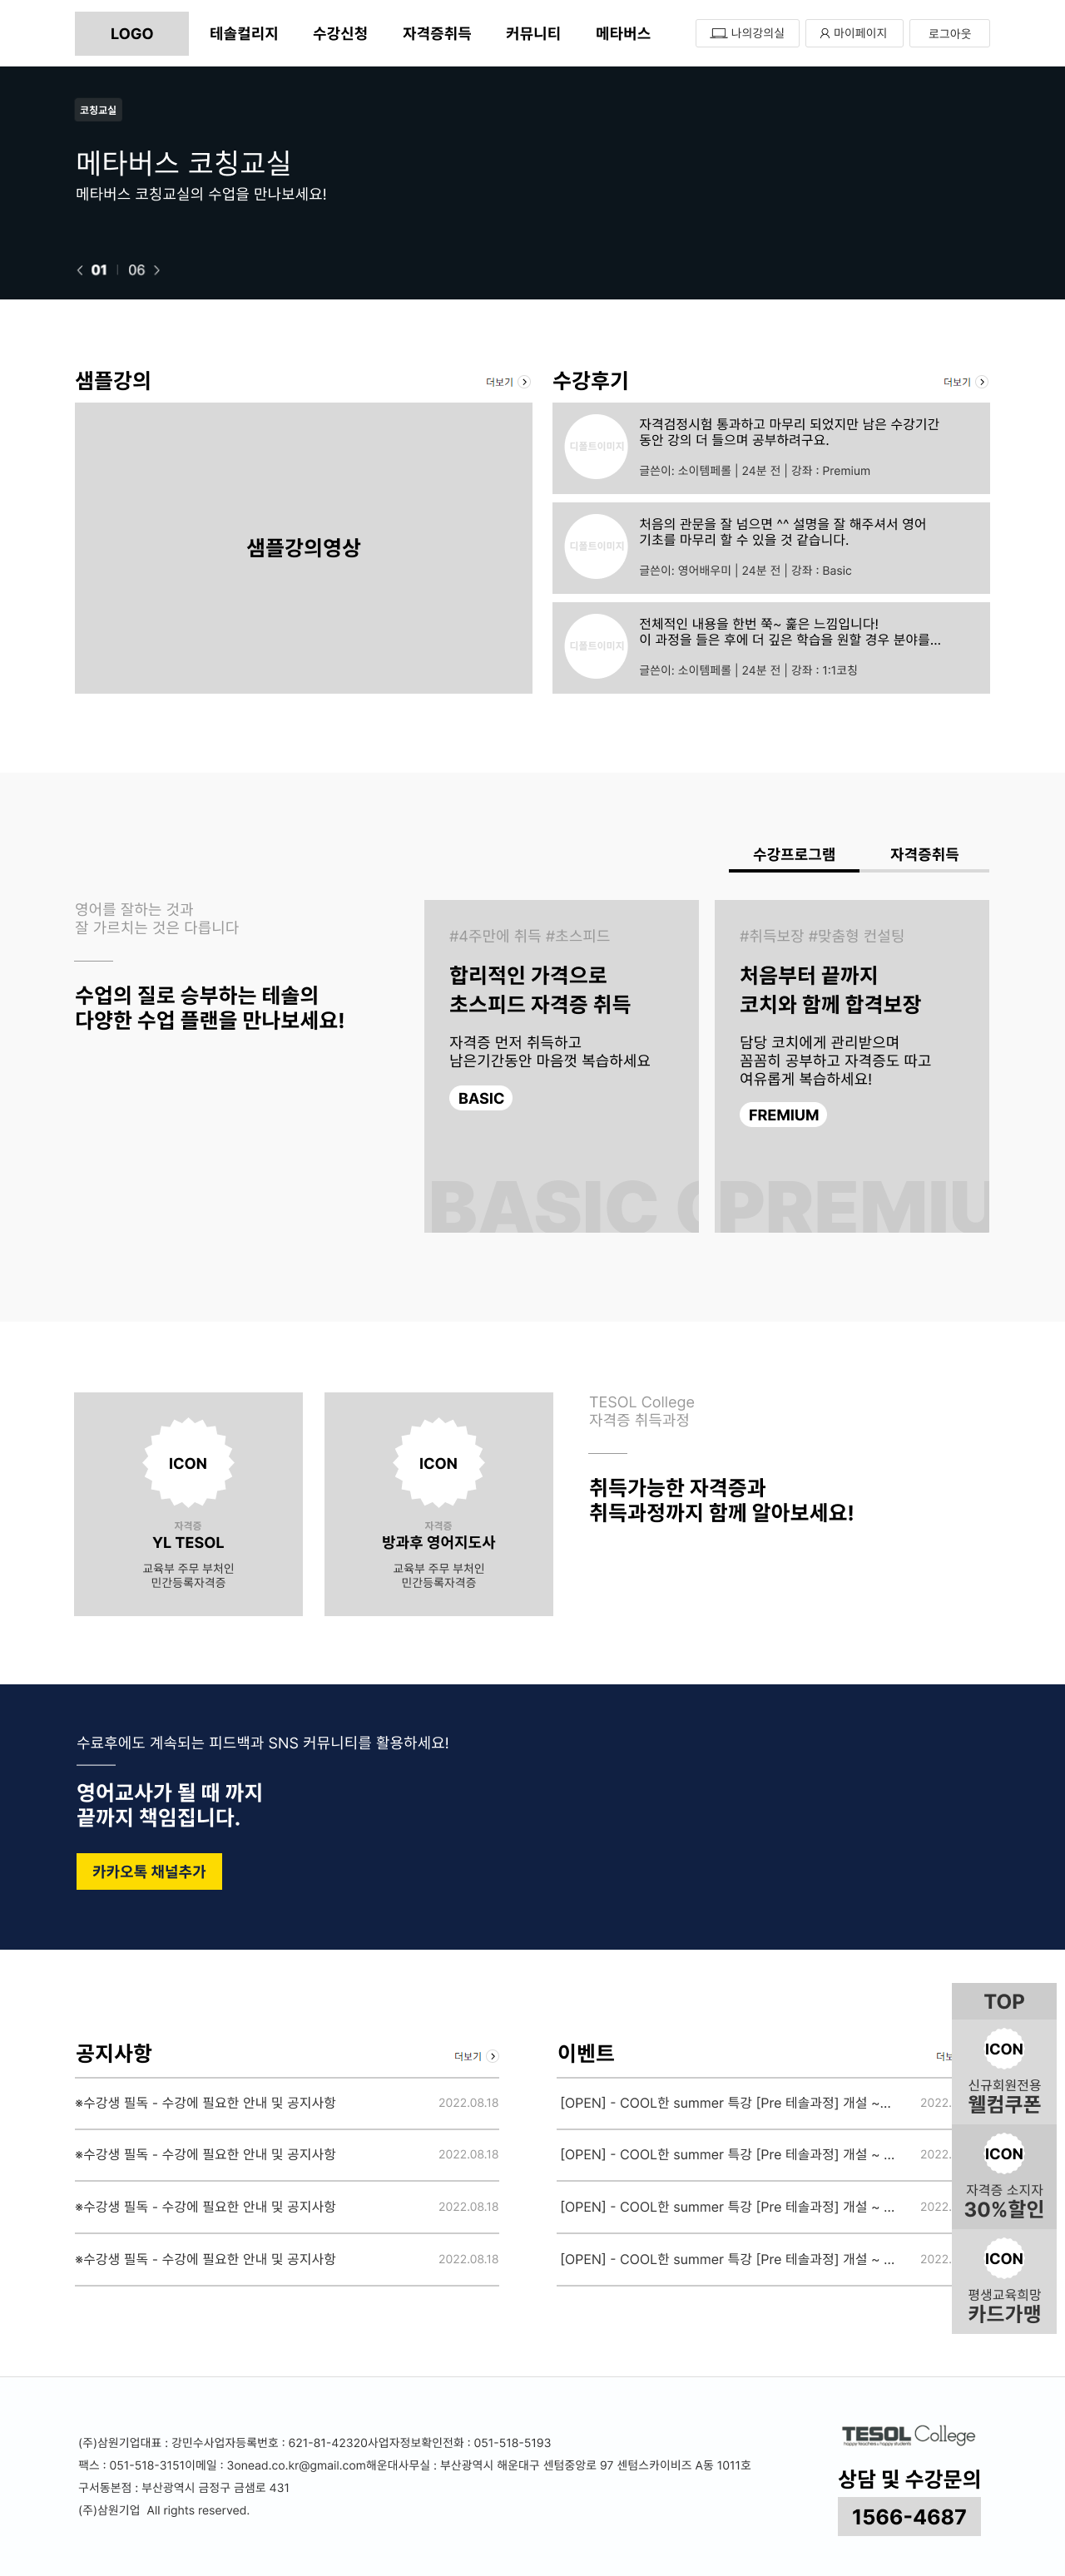 LOGO
테솔컬리지 수강신청 자격증취득 커뮤니티 메타버스
나의강의실 마이페이지 로그아웃
코칭교실
메타버스 코칭교실
메타버스 코칭교실의 수업을 만나보세요!
01 | 06
샘플강의 더보기
샘플강의영상
수강후기 더보기
디폴트이미지
자격검정시험 통과하고 마무리 되었지만 남은 수강기간
동안 강의 더 들으며 공부하려구요.
글쓴이: 소이템페롤 | 24분 전 | 강좌 : Premium
디폴트이미지
처음의 관문을 잘 넘으면 ^^ 설명을 잘 해주셔서 영어
기초를 마무리 할 수 있을 것 같습니다.
글쓴이: 영어배우미 | 24분 전 | 강좌 : Basic
디폴트이미지
전체적인 내용을 한번 쭉~ 훑은 느낌입니다!
이 과정을 들은 후에 더 깊은 학습을 원할 경우 분야를...
글쓴이: 소이템페롤 | 24분 전 | 강좌 : 1:1코칭
수강프로그램 자격증취득
영어를 잘하는 것과
잘 가르치는 것은 다릅니다
수업의 질로 승부하는 테솔의
다양한 수업 플랜을 만나보세요!
#4주만에 취득 #초스피드
합리적인 가격으로
초스피드 자격증 취득
자격증 먼저 취득하고
남은기간동안 마음껏 복습하세요
BASIC
BASIC C
#취득보장 #맞춤형 컨설팅
처음부터 끝까지
코치와 함께 합격보장
담당 코치에게 관리받으며
꼼꼼히 공부하고 자격증도 따고
여유롭게 복습하세요!
FREMIUM
PREMIU
ICON
자격증
YL TESOL
교육부 주무 부처인
민간등록자격증
ICON
자격증
방과후 영어지도사
교육부 주무 부처인
민간등록자격증
TESOL College
자격증 취득과정
취득가능한 자격증과
취득과정까지 함께 알아보세요!
수료후에도 계속되는 피드백과 SNS 커뮤니티를 활용하세요!
영어교사가 될 때 까지
끝까지 책임집니다.
카카오톡 채널추가
공지사항 더보기
※수강생 필독 - 수강에 필요한 안내 및 공지사항 2022.08.18
※수강생 필독 - 수강에 필요한 안내 및 공지사항 2022.08.18
※수강생 필독 - 수강에 필요한 안내 및 공지사항 2022.08.18
※수강생 필독 - 수강에 필요한 안내 및 공지사항 2022.08.18
이벤트
[OPEN] - COOL한 summer 특강 [Pre 테솔과정] 개설 ~... 2022.
[OPEN] - COOL한 summer 특강 [Pre 테솔과정] 개설 ~ ... 2022.
[OPEN] - COOL한 summer 특강 [Pre 테솔과정] 개설 ~ ... 2022.
[OPEN] - COOL한 summer 특강 [Pre 테솔과정] 개설 ~ ... 2022.
TOP
ICON
신규회원전용
웰컴쿠폰
ICON
자격증 소지자
30%할인
ICON
평생교육희망
카드가맹
(주)삼원기업대표 : 강민수사업자등록번호 : 621-81-42320사업자정보확인전화 : 051-518-5193
팩스 : 051-518-3151이메일 : 3onead.co.kr@gmail.com해운대사무실 : 부산광역시 해운대구 센텀중앙로 97 센텀스카이비즈 A동 1011호
구서동본점 : 부산광역시 금정구 금샘로 431
(주)삼원기업 All rights reserved.
TESOL College
상담 및 수강문의
1566-4687